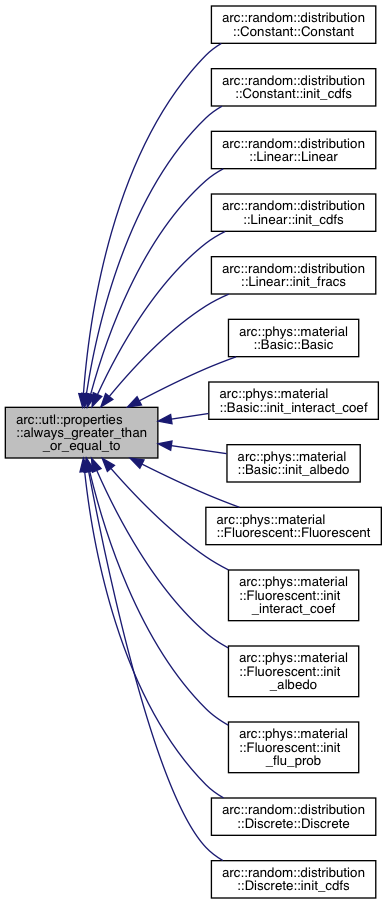 arc::random::distribution
::Constant::Constant
arc::random::distribution
::Constant::init_cdfs
arc::random::distribution
::Linear::Linear
arc::random::distribution
::Linear::init_cdfs
arc::random::distribution
::Linear::init_fracs
arc::phys::material
::Basic::Basic
arc::phys::material
::Basic::init_interact_coef
arc::utl::properties
::always_greater_than
_or_equal_to
arc::phys::material
::Basic::init_albedo
arc::phys::material
::Fluorescent::Fluorescent
arc::phys::material
::Fluorescent::init
_interact_coef
arc::phys::material
::Fluorescent::init
_albedo
arc::phys::material
::Fluorescent::init
_flu_prob
arc::random::distribution
::Discrete::Discrete
arc::random::distribution
::Discrete::init_cdfs